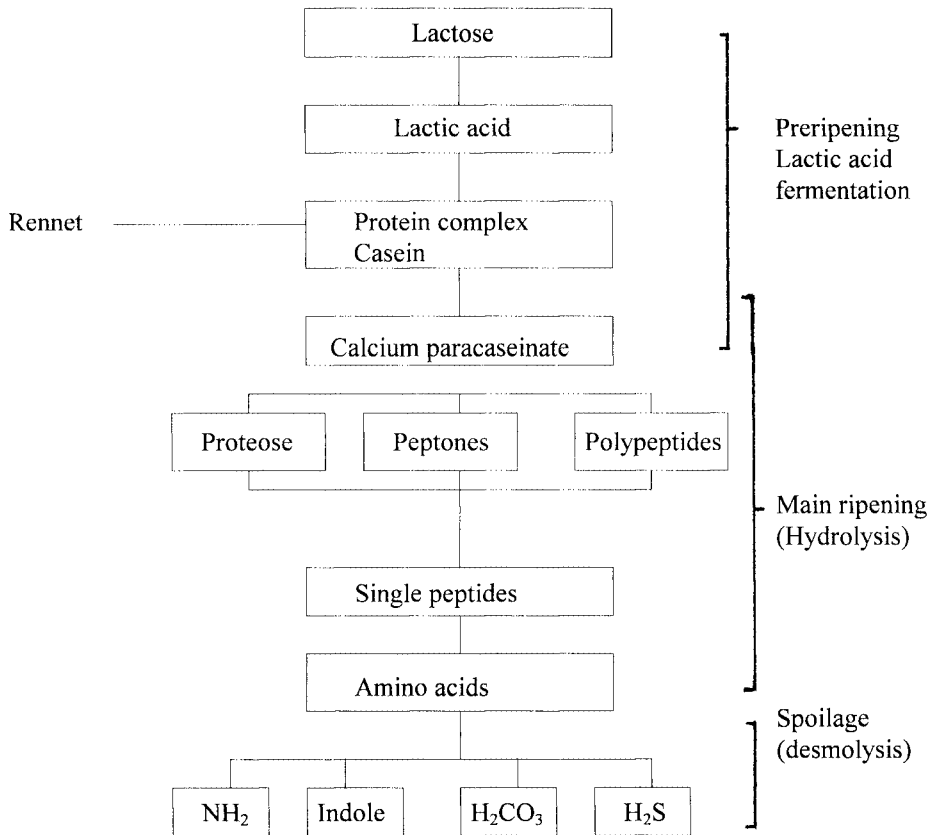 Lactose
Lactic acid
Preripening
Lactic acid
fermentation
Rennet
Protein complex
Casein
Calcium paracaseinate
Proteose
Peptones
Polypeptides
Main ripening
(Hydrolysis)
Single peptides
Amino acids
Spoilage
(desmolysis)
NH₂
Indole
H₂CO₃
H₂S